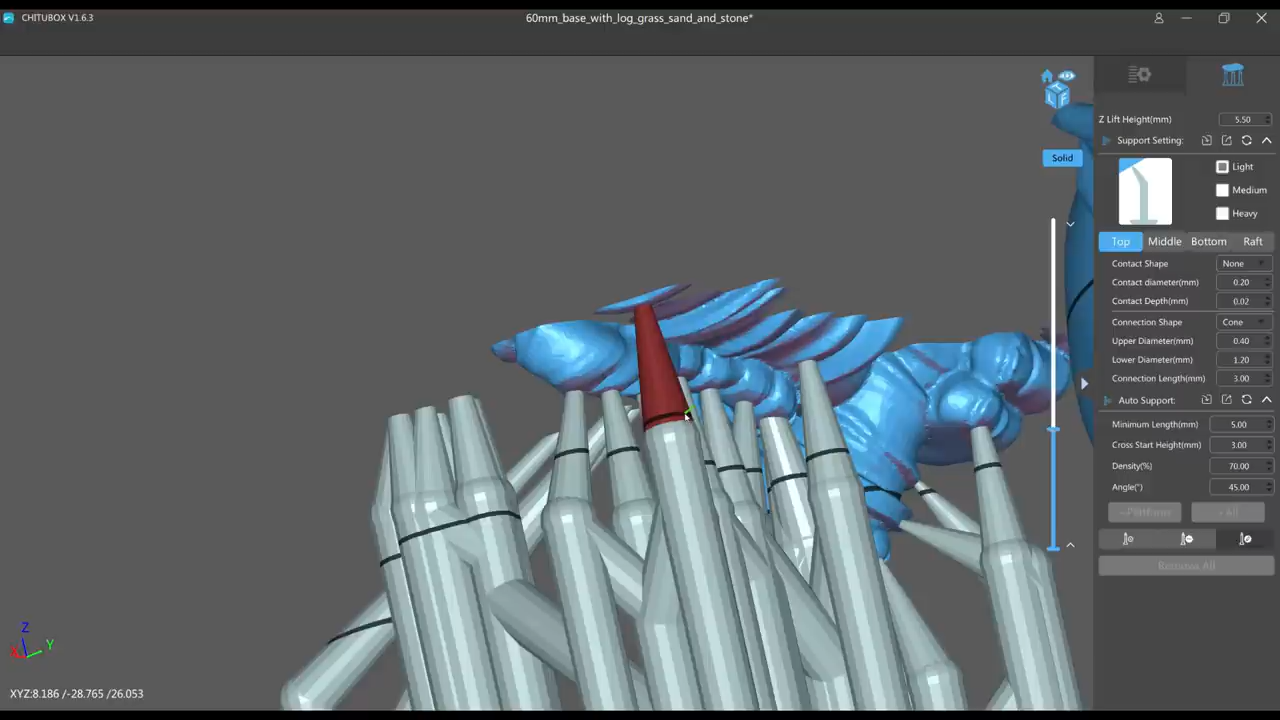 CHITUBOX V1.6.3
60mm_base_with_log_grass_sand_and_stone*
Z Lift Height(mm) 5.50
Support Setting:
Solid
Light
Medium
Heavy
Top Middle Bottom Raft
Contact Shape None
Contact diameter(mm) 0.20
Contact Depth(mm) 0.02
Connection Shape Cone
Upper Diameter(mm) 0.40
Lower Diameter(mm) 1.20
Connection Length(mm) 3.00
Auto Support:
Minimum Length(mm) 5.00
Cross Start Height(mm) 3.00
Density(%) 70.00
Angle(°) 45.00
+Platform +All
Remove All
Z
X Y
XYZ:8.186 /-28.765 /26.053